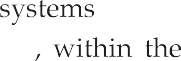 systems
, within the